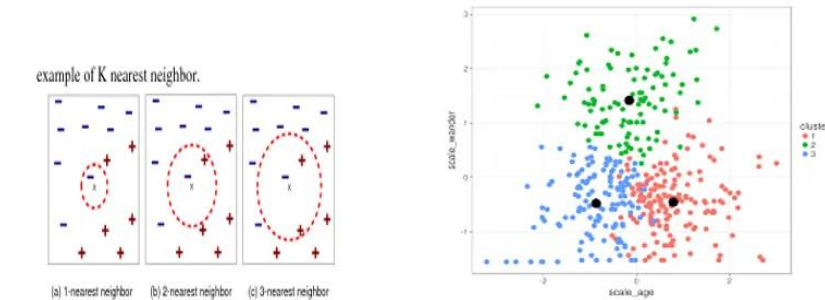 example of K nearest neighbor.
X
X
X
(a) 1-nearest neighbor
(b) 2-nearest neighbor
(c) 3-nearest neighbor
3
2
1
0
-1
scale_wander
-2
0
2
scale_age
cluste
1
2
3